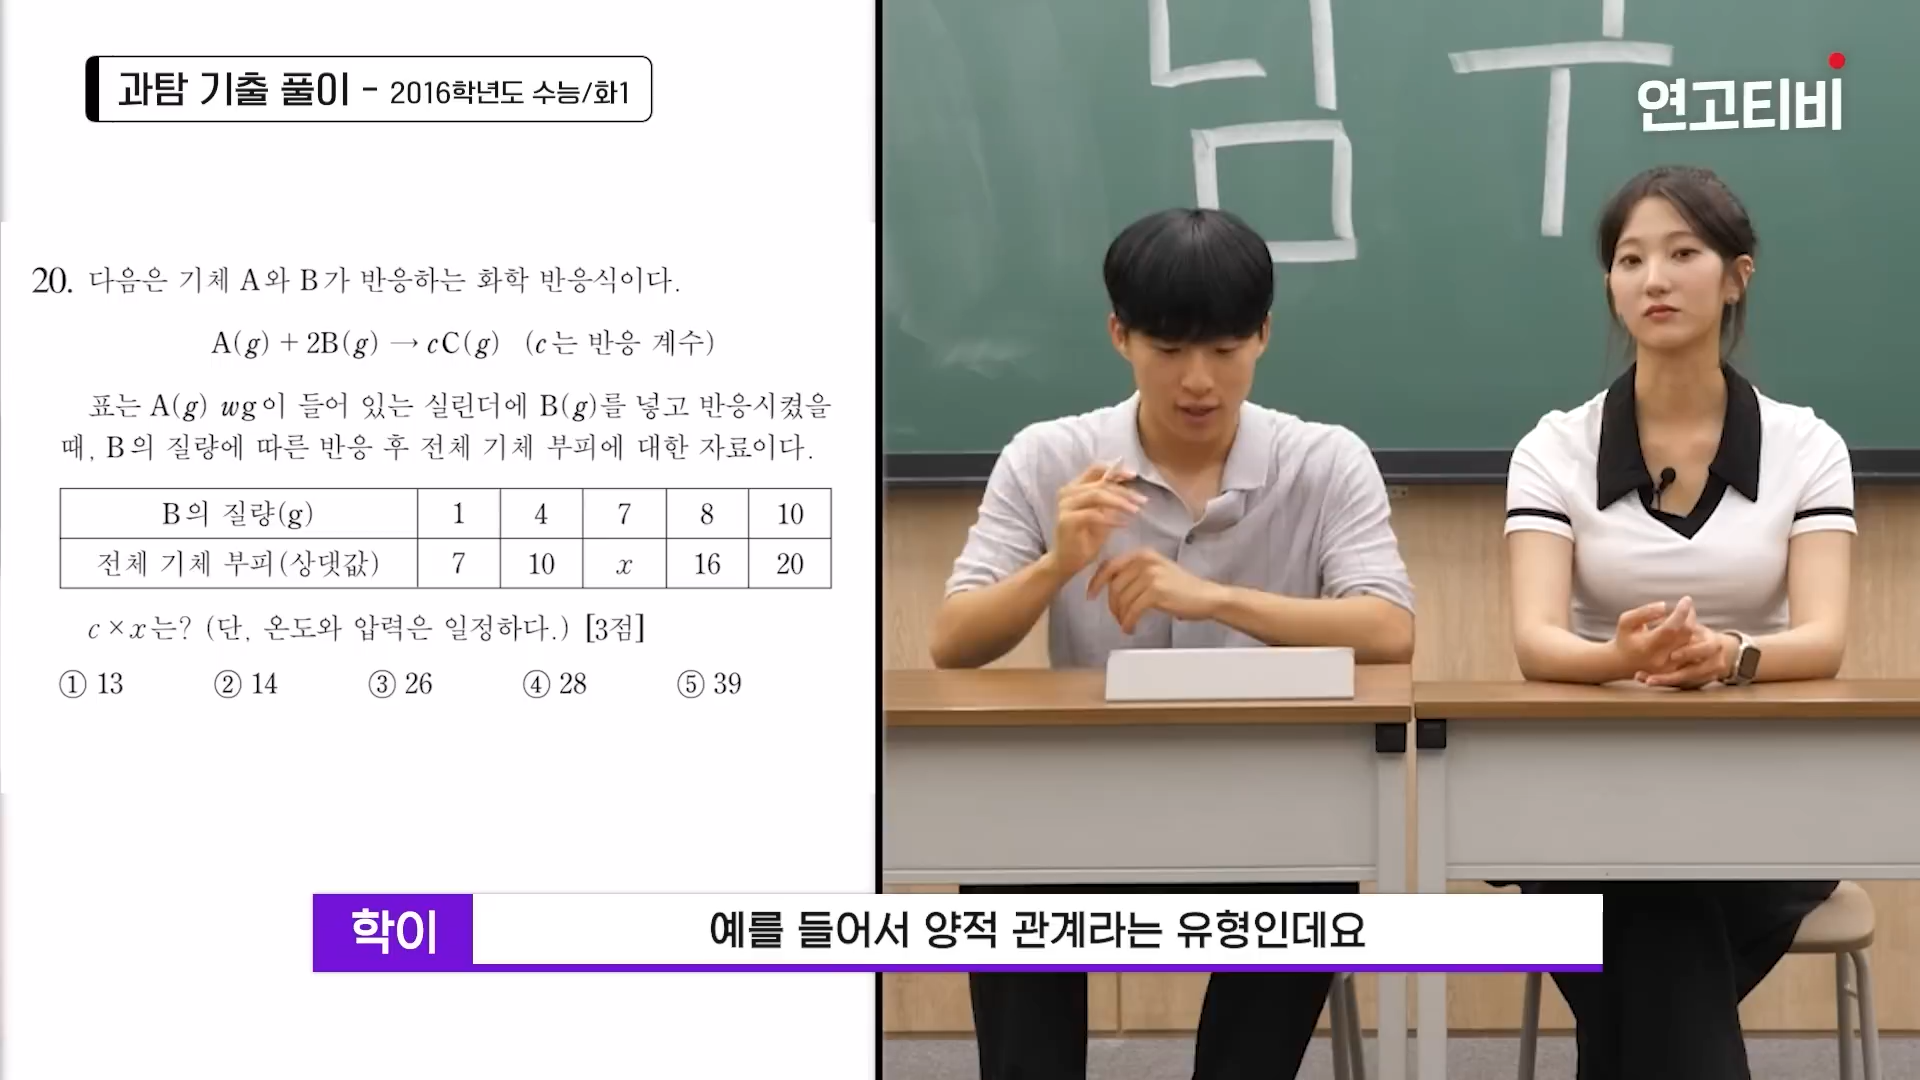 과탐 기출 풀이 - 2016학년도 수능/화1
20. 다음은 기체 A와 B가 반응하는 화학 반응식이다.
A(g) + 2B(g) → cC(g) (c는 반응 계수)
표는 A(g) wg이 들어 있는 실린더에 B(g)를 넣고 반응시켰을
때, B의 질량에 따른 반응 후 전체 기체 부피에 대한 자료이다.
B의 질량(g) 1 4 7 8 10
전체 기체 부피(상댓값) 7 10 x 16 20
c×x는? (단, 온도와 압력은 일정하다.) [3점]
① 13 ② 14 ③ 26 ④ 28 ⑤ 39
연고티비
학이 예를 들어서 양적 관계라는 유형인데요